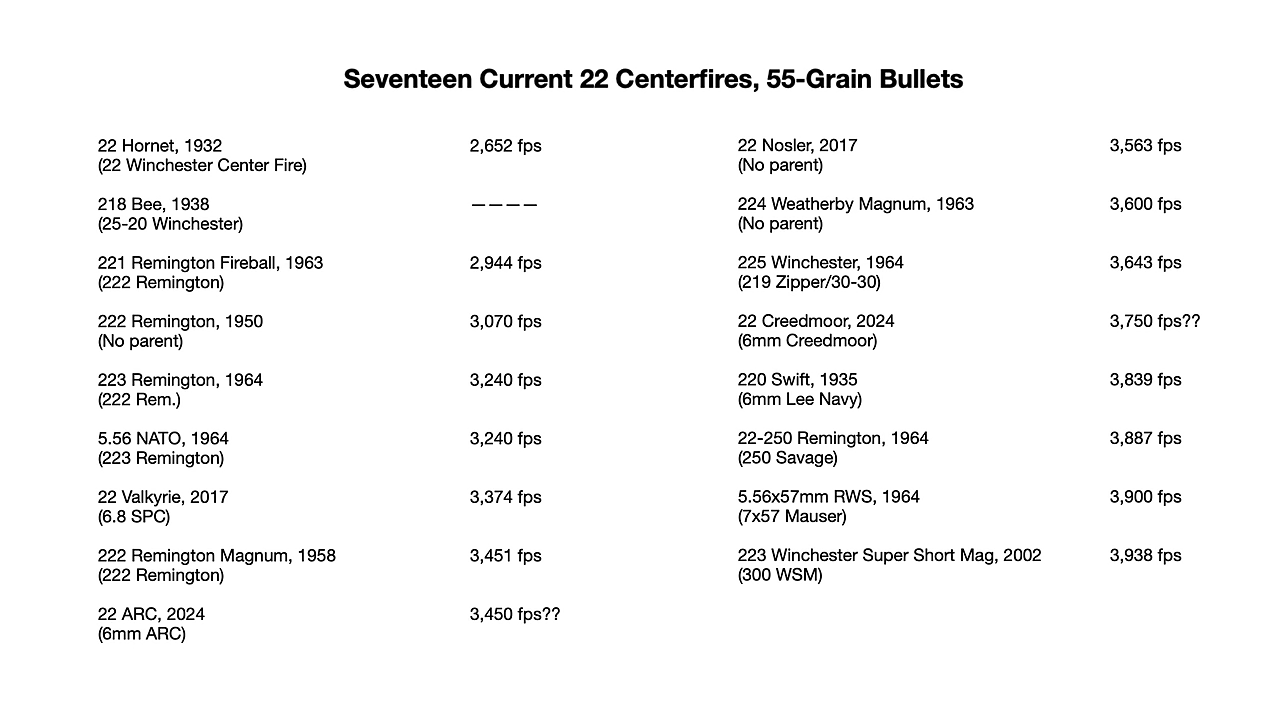 Seventeen Current 22 Centerfires, 55-Grain Bullets
22 Hornet, 1932 2,652 fps
(22 Winchester Center Fire)
218 Bee, 1938 ————
(25-20 Winchester)
221 Remington Fireball, 1963 2,944 fps
(222 Remington)
222 Remington, 1950 3,070 fps
(No parent)
223 Remington, 1964 3,240 fps
(222 Rem.)
5.56 NATO, 1964 3,240 fps
(223 Remington)
22 Valkyrie, 2017 3,374 fps
(6.8 SPC)
222 Remington Magnum, 1958 3,451 fps
(222 Remington)
22 ARC, 2024 3,450 fps??
(6mm ARC)
22 Nosler, 2017 3,563 fps
(No parent)
224 Weatherby Magnum, 1963 3,600 fps
(No parent)
225 Winchester, 1964 3,643 fps
(219 Zipper/30-30)
22 Creedmoor, 2024 3,750 fps??
(6mm Creedmoor)
220 Swift, 1935 3,839 fps
(6mm Lee Navy)
22-250 Remington, 1964 3,887 fps
(250 Savage)
5.56x57mm RWS, 1964 3,900 fps
(7x57 Mauser)
223 Winchester Super Short Mag, 2002 3,938 fps
(300 WSM)